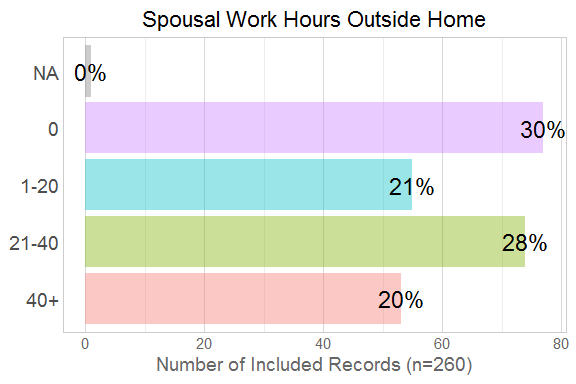 Spousal Work Hours Outside Home
NA 0%
0 30%
1-20 21%
21-40 28%
40+ 20%
0 20 40 60 80
Number of Included Records (n=260)